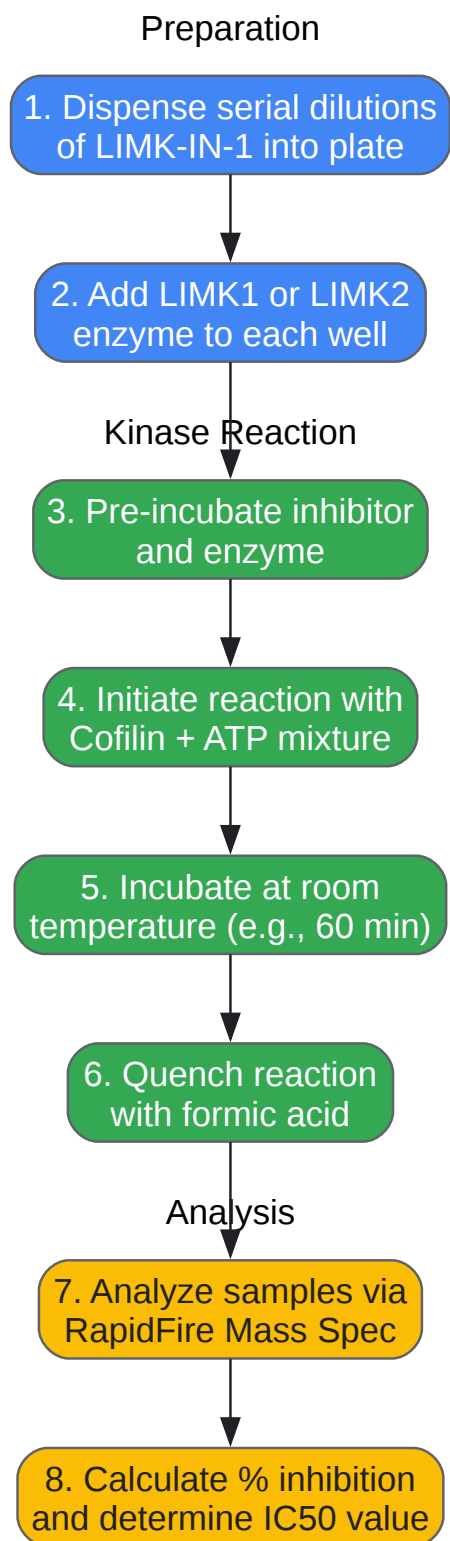 Preparation
1. Dispense serial dilutions
of LIMK-IN-1 into plate
2. Add LIMK1 or LIMK2
enzyme to each well
Kinase Reaction
3. Pre-incubate inhibitor
and enzyme
4. Initiate reaction with
Cofilin + ATP mixture
5. Incubate at room
temperature (e.g., 60 min)
6. Quench reaction
with formic acid
Analysis
7. Analyze samples via
RapidFire Mass Spec
8. Calculate % inhibition
and determine IC50 value